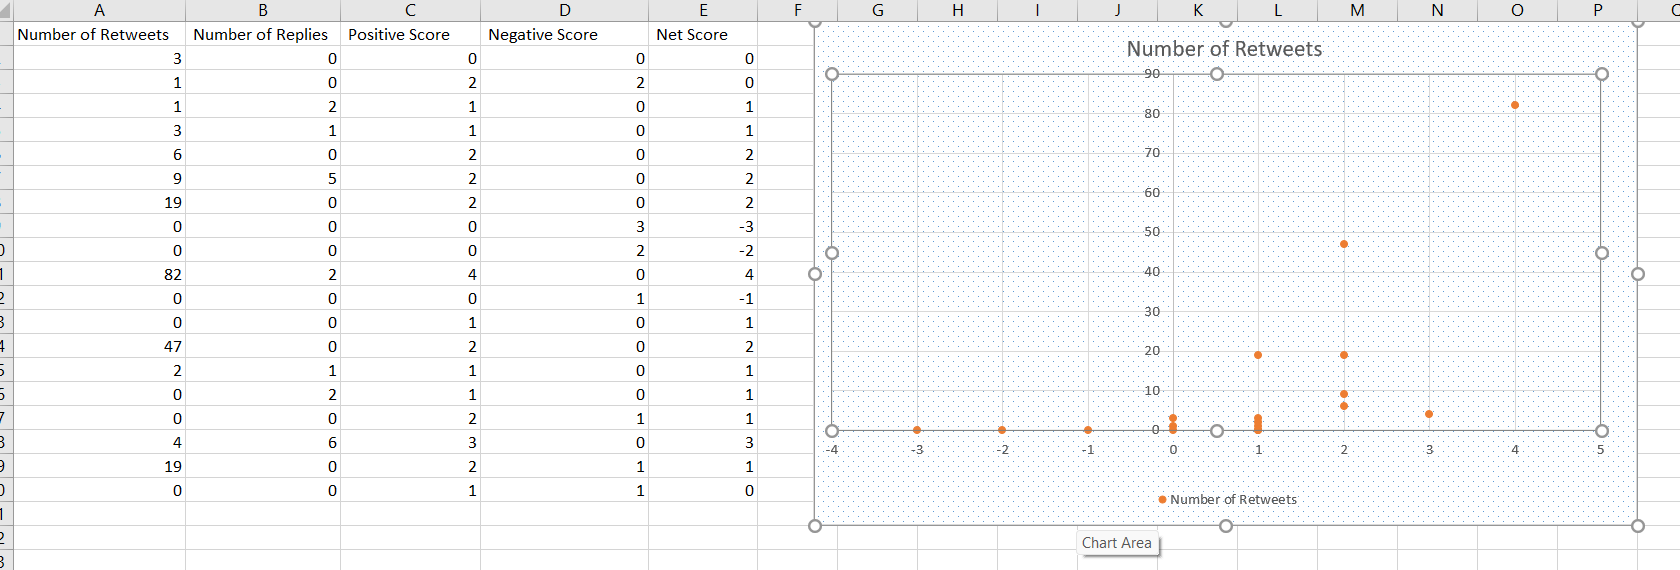 A B C D E F G H I J K L M N O P
Number of Retweets Number of Replies Positive Score Negative Score Net Score
3 0 0 0 0
1 0 2 2 0
1 2 1 0 1
3 1 1 0 1
6 0 2 0 2
9 5 2 0 2
19 0 2 0 2
0 0 0 3 -3
0 0 0 2 -2
82 2 4 0 4
0 0 0 1 -1
0 0 1 0 1
47 0 2 0 2
2 1 1 0 1
0 2 1 0 1
0 0 2 1 1
4 6 3 0 3
19 0 2 1 1
0 0 1 1 0
Number of Retweets
90
80
70
60
50
40
30
20
10
0
-4 -3 -2 -1 0 1 2 3 4 5
Number of Retweets
Chart Area